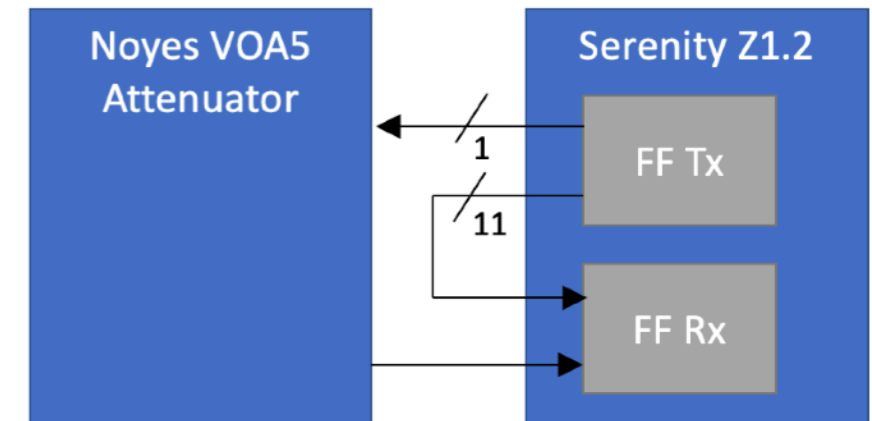 Noyes VOA5
Attenuator
Serenity Z1.2
1
FF Tx
11
FF Rx